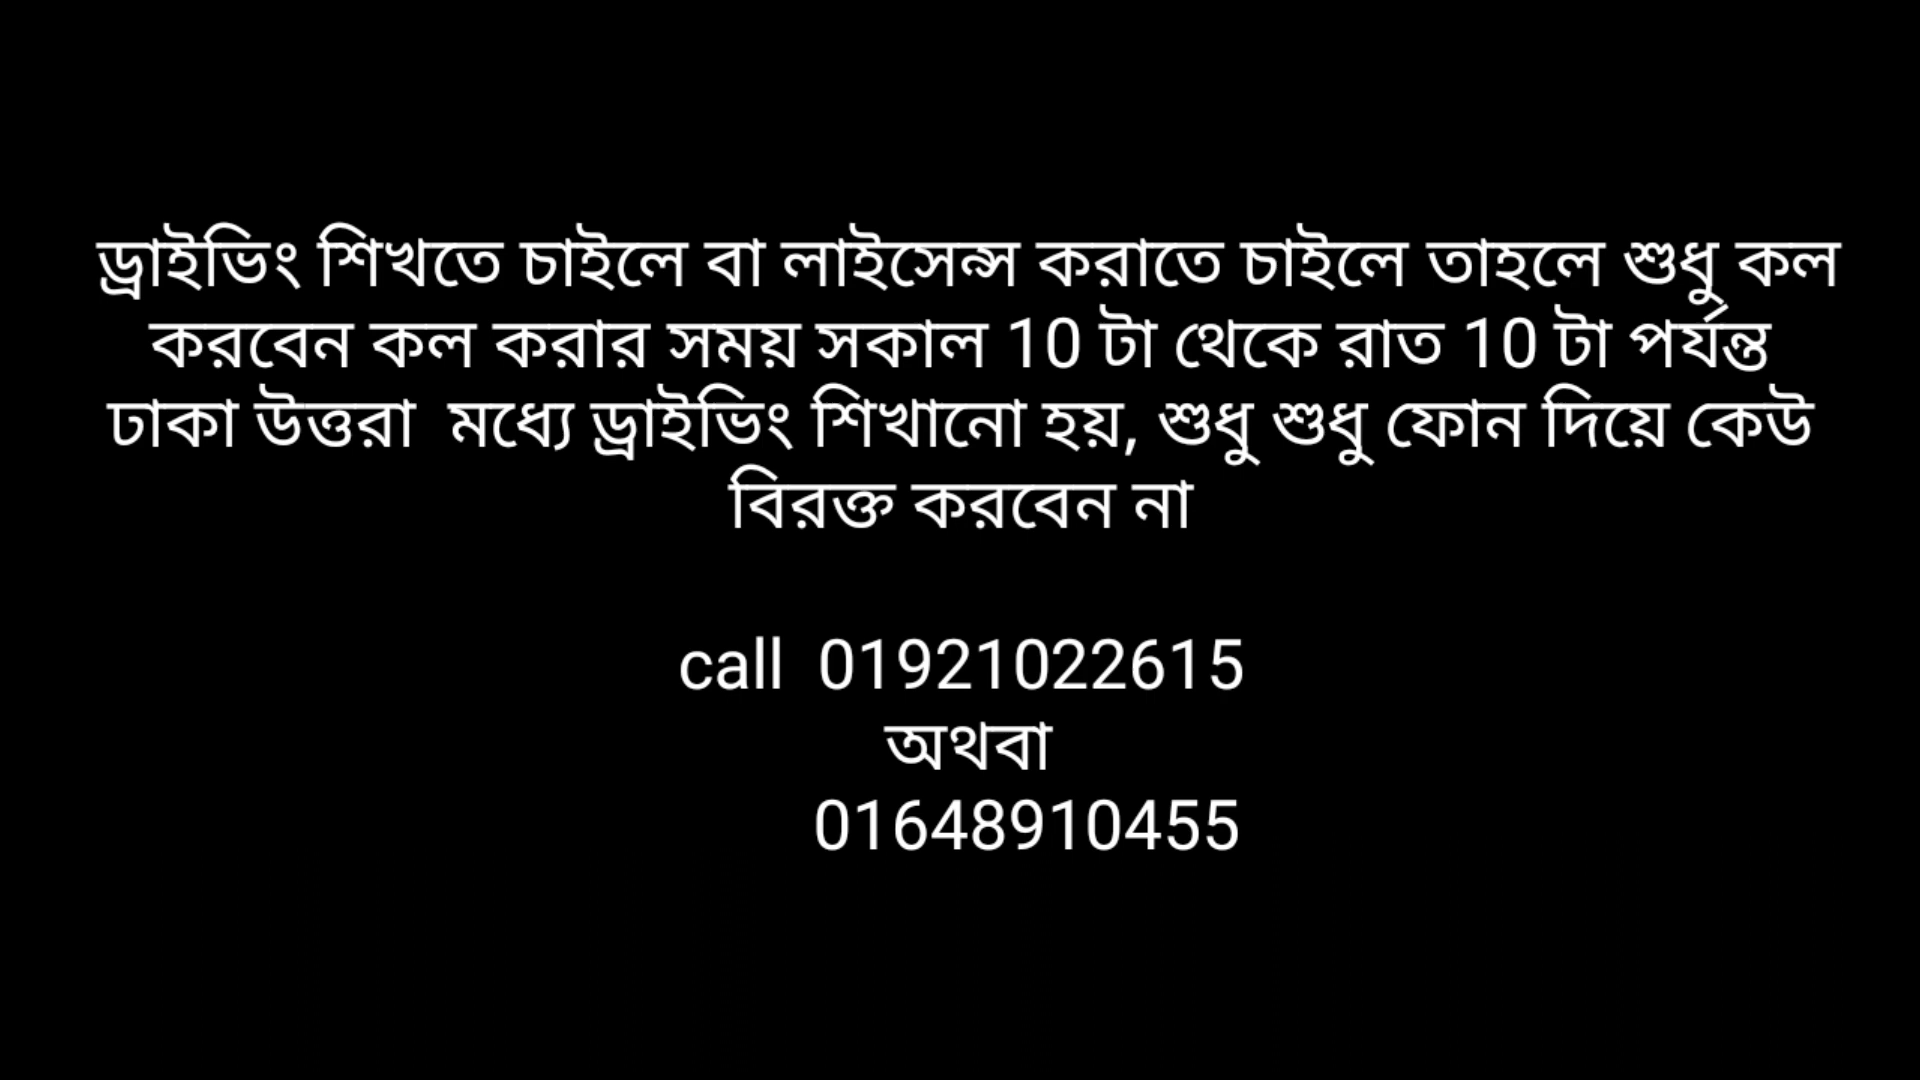 ড্রাইভিং শিখতে চাইলে বা লাইসেন্স করাতে চাইলে তাহলে শুধু কল
করবেন কল করার সময় সকাল 10 টা থেকে রাত 10 টা পর্যন্ত
ঢাকা উত্তরা মধ্যে ড্রাইভিং শিখানো হয়, শুধু শুধু ফোন দিয়ে কেউ
বিরক্ত করবেন না
call 01921022615
অথবা
01648910455